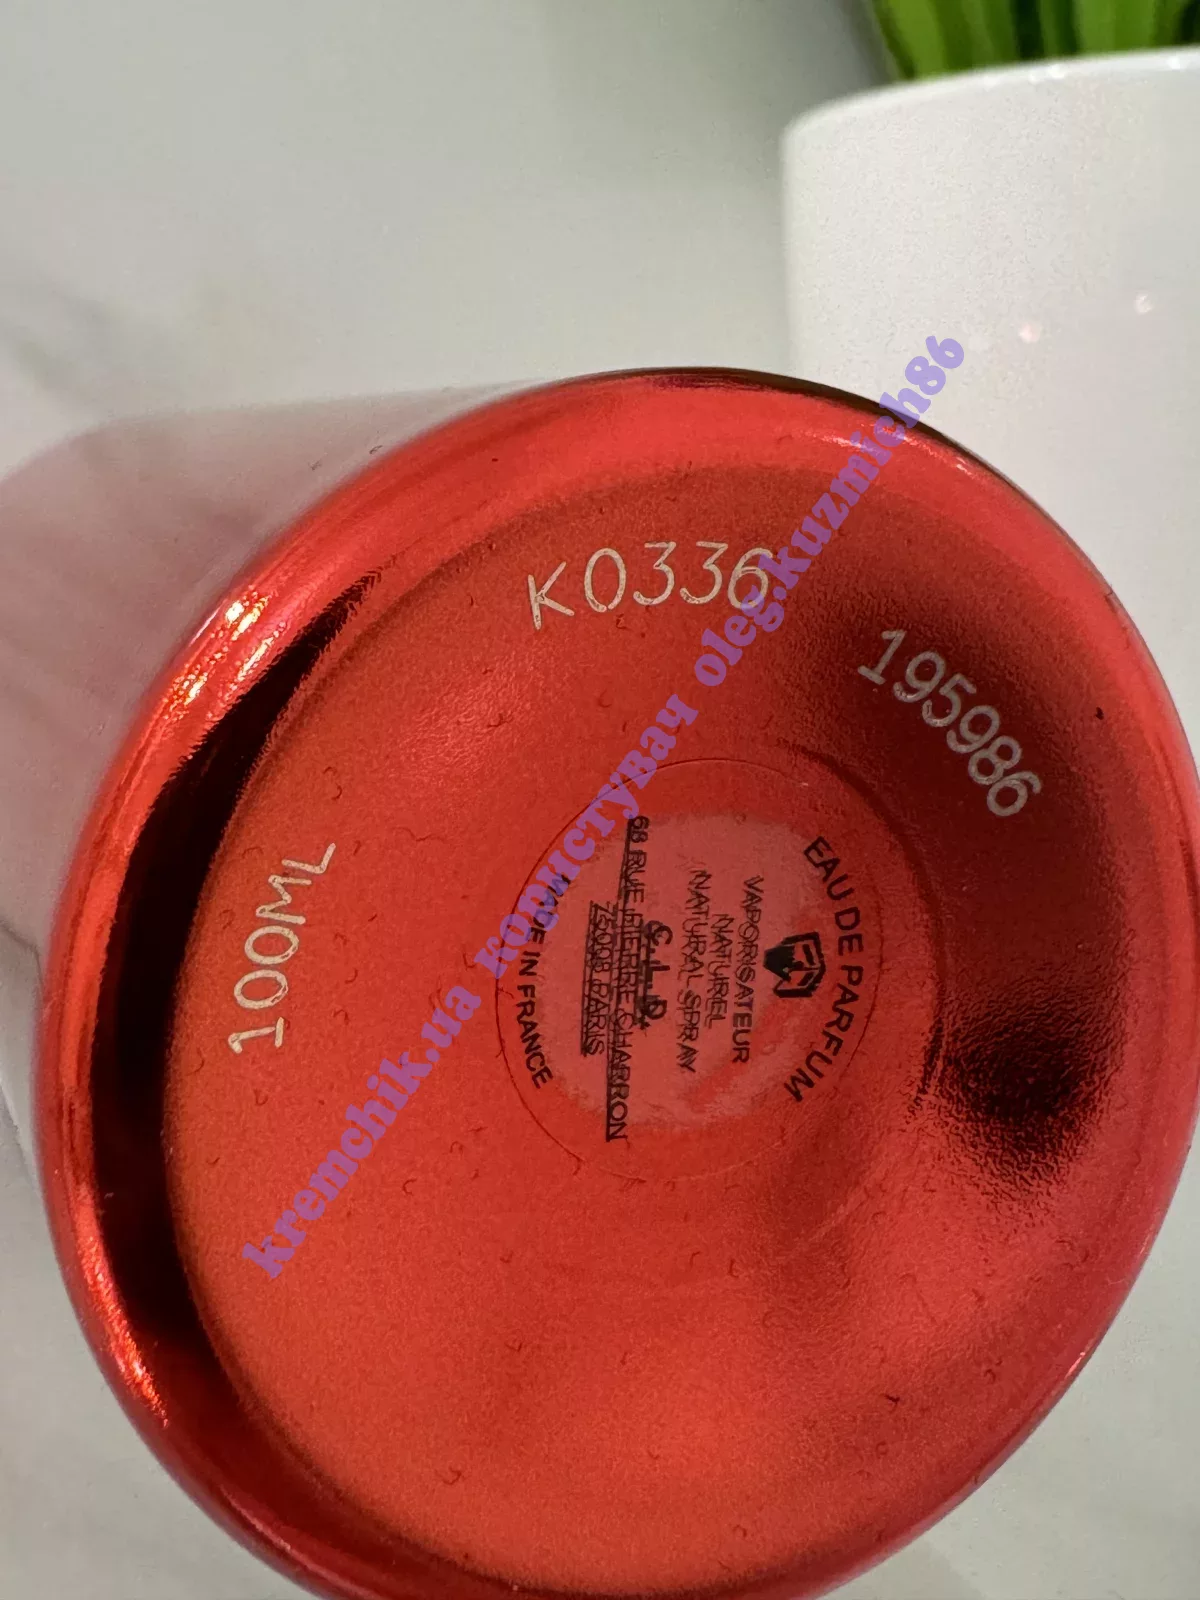 K0336
195986
100ML
EAU DE PARFUM
VAPORISATEUR
NATUREL
NATURAL SPRAY
G.L.P.
68 RUE PIERRE CHARRON
75008 PARIS
MADE IN FRANCE
kremchik.ua користувач oleg.kuzmich86